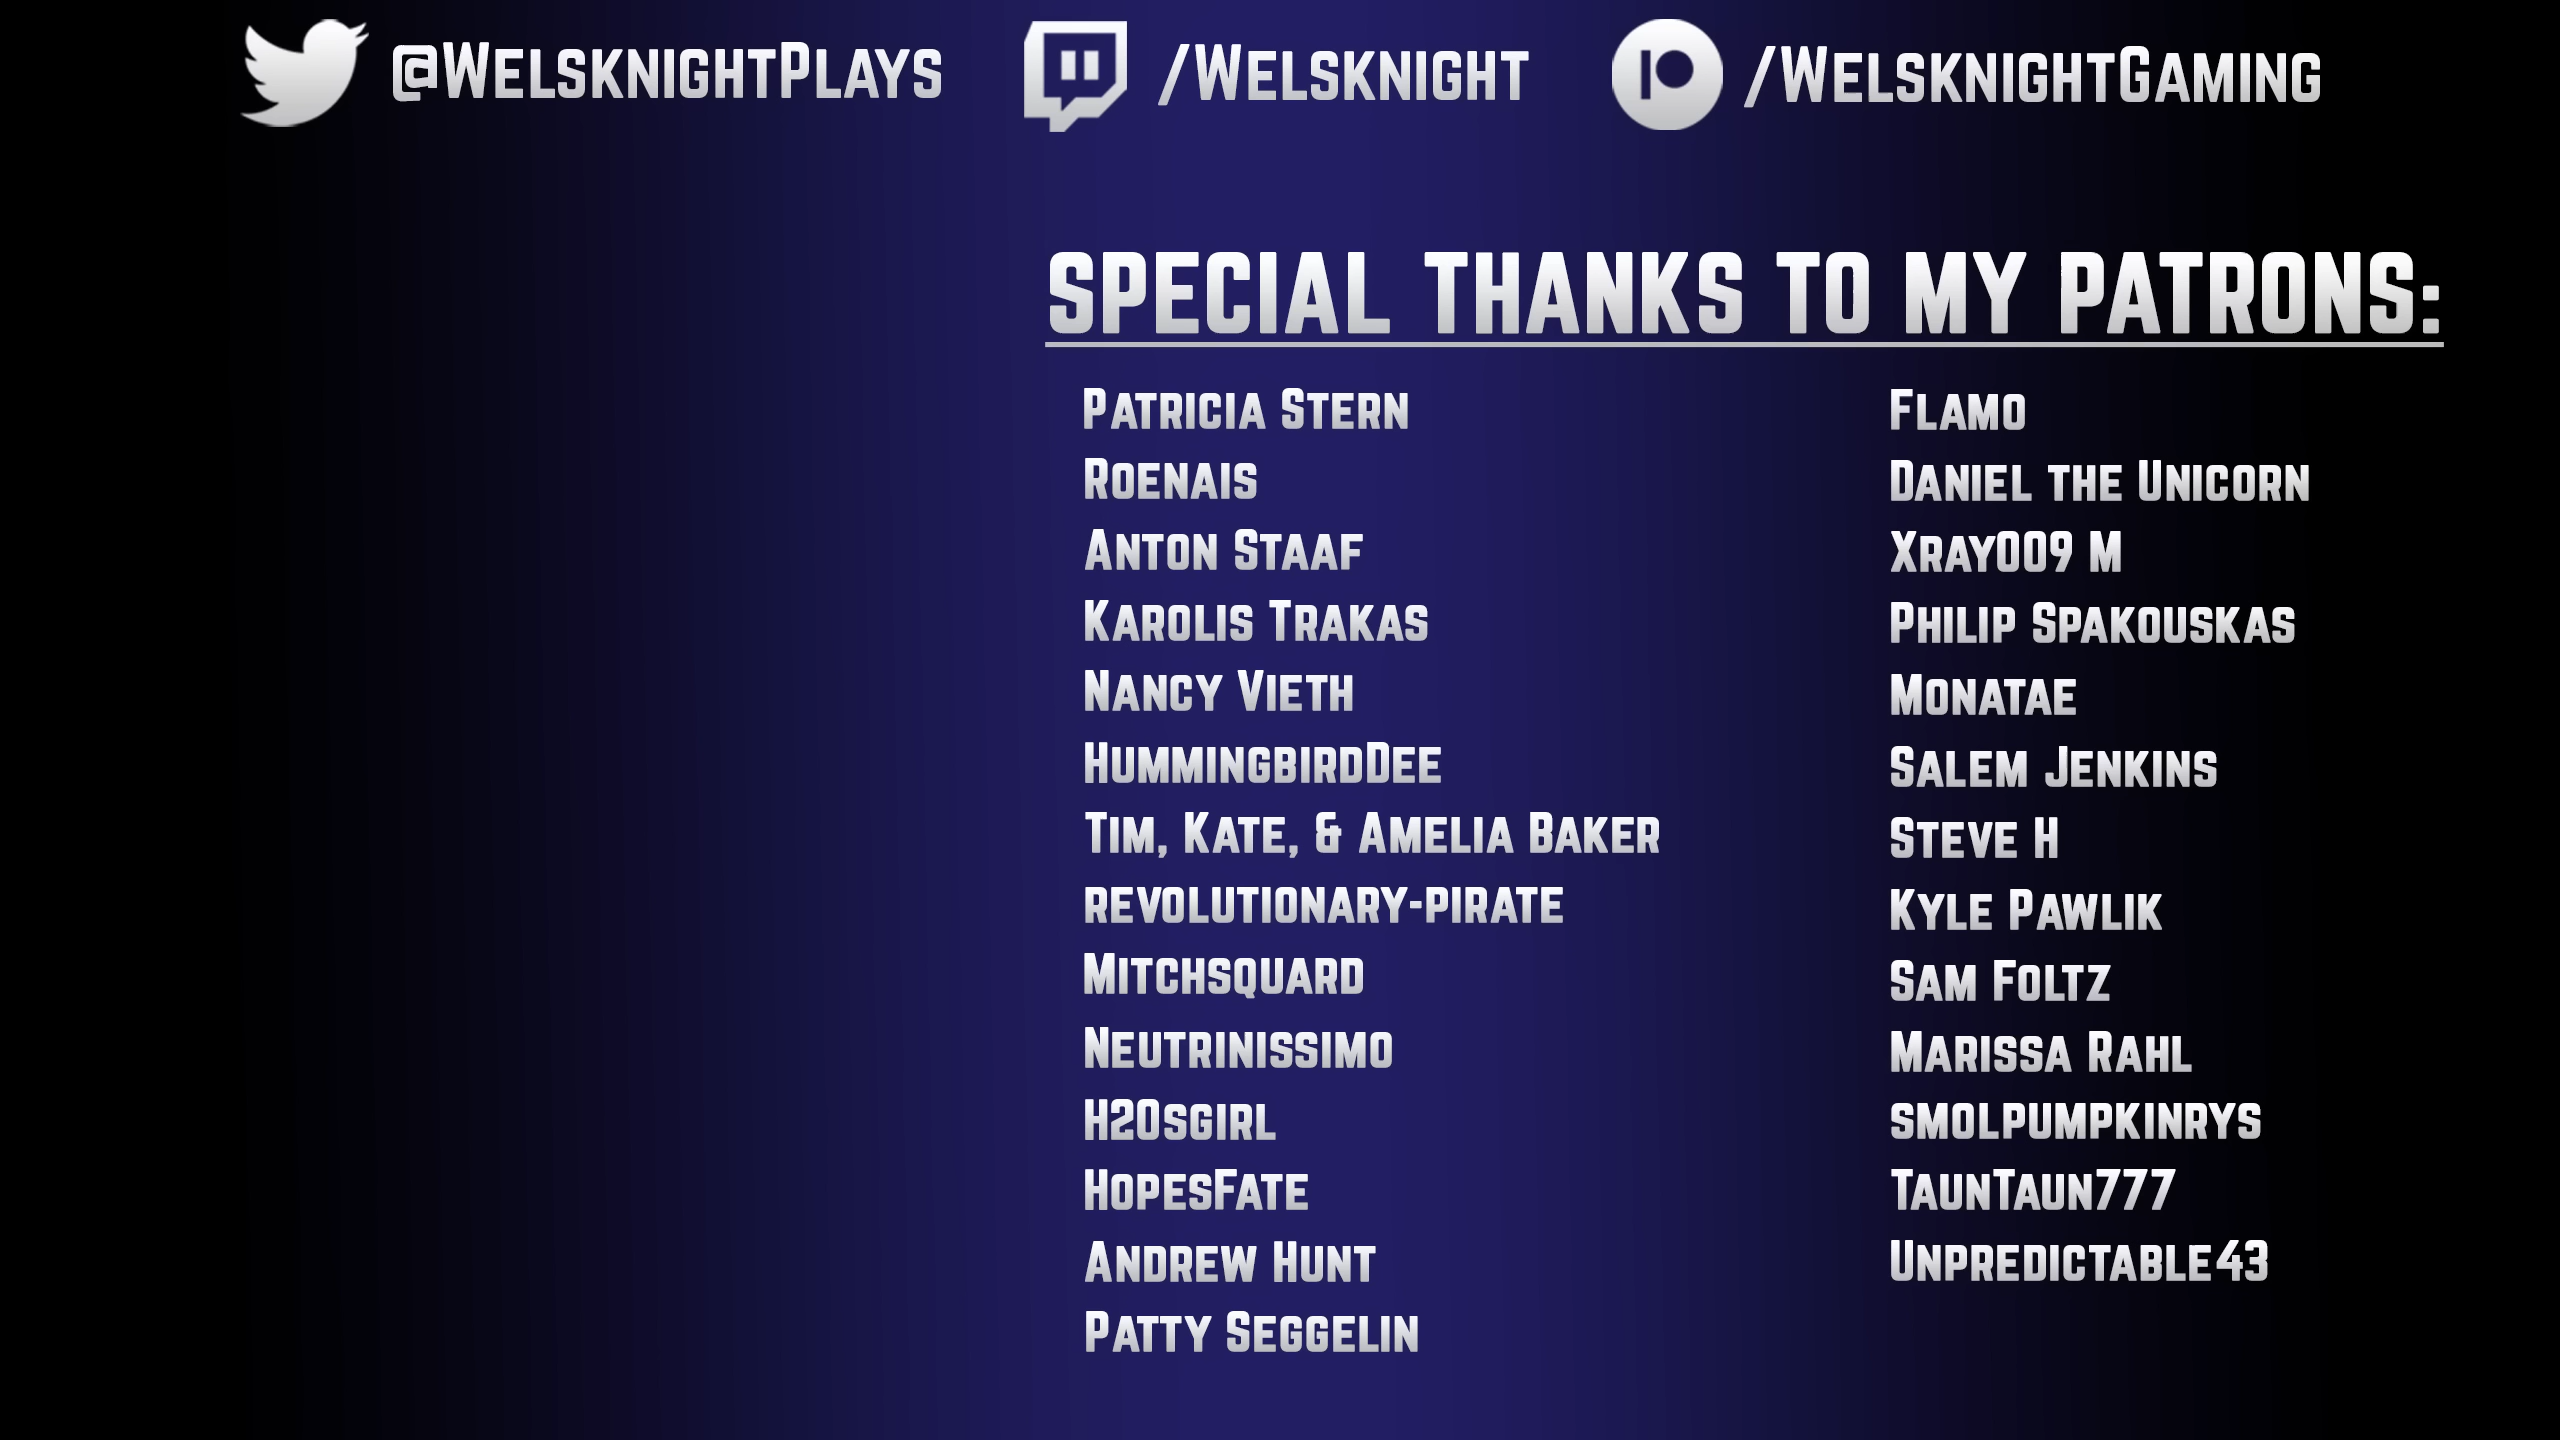 @WelsknightPlays /Welsknight /WelsknightGaming
SPECIAL THANKS TO MY PATRONS:
Patricia Stern
Roenais
Anton Staaf
Karolis Trakas
Nancy Vieth
HummingbirdDee
Tim, Kate, & Amelia Baker
revolutionary-pirate
Mitchsquard
Neutrinissimo
H2Osgirl
HopesFate
Andrew Hunt
Patty Seggelin
Flamo
Daniel the Unicorn
Xray009 M
Philip Spakouskas
Monatae
Salem Jenkins
Steve H
Kyle Pawlik
Sam Foltz
Marissa Rahl
smolpumpkinrys
TaunTaun777
Unpredictable43